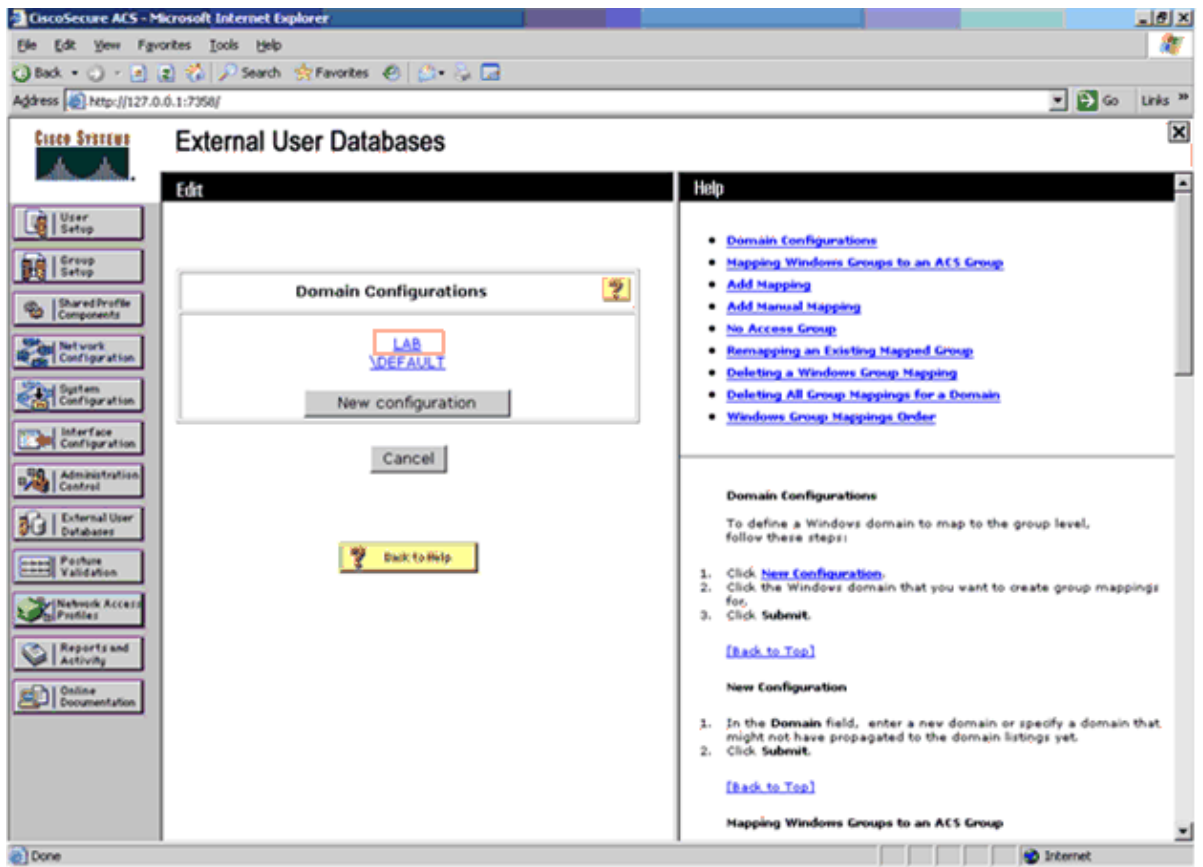 CiscoSecure ACS - Microsoft Internet Explorer
File Edit View Favorites Tools Help
Back Search Favorites
Address http://127.0.0.1:7358/ Go Links »
CISCO SYSTEMS
External User Databases
Edit
User
Setup
Group
Setup
Shared Profile
Components
Network
Configuration
System
Configuration
Interface
Configuration
Administration
Control
External User
Databases
Posture
Validation
Network Access
Profiles
Reports and
Activity
Online
Documentation
Domain Configurations
?
LAB
\DEFAULT
New configuration
Cancel
? Back to Help
Help
• Domain Configurations
• Mapping Windows Groups to an ACS Group
• Add Mapping
• Add Manual Mapping
• No Access Group
• Remapping an Existing Mapped Group
• Deleting a Windows Group Mapping
• Deleting All Group Mappings for a Domain
• Windows Group Mappings Order
Domain Configurations
To define a Windows domain to map to the group level,
follow these steps:
1. Click New Configuration.
2. Click the Windows domain that you want to create group mappings
for.
3. Click Submit.
[Back to Top]
New Configuration
1. In the Domain field, enter a new domain or specify a domain that
might not have propagated to the domain listings yet.
2. Click Submit.
[Back to Top]
Mapping Windows Groups to an ACS Group
Done
Internet